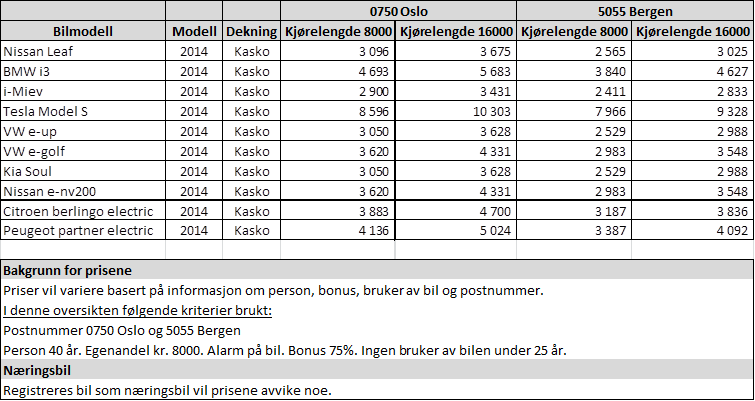 0750 Oslo 5055 Bergen
Bilmodell Modell Dekning Kjørelengde 8000 Kjørelengde 16000 Kjørelengde 8000 Kjørelengde 16000
Nissan Leaf 2014 Kasko 3 096 3 675 2 565 3 025
BMW i3 2014 Kasko 4 693 5 683 3 840 4 627
i-Miev 2014 Kasko 2 900 3 431 2 411 2 833
Tesla Model S 2014 Kasko 8 596 10 303 7 966 9 328
VW e-up 2014 Kasko 3 050 3 628 2 529 2 988
VW e-golf 2014 Kasko 3 620 4 331 2 983 3 548
Kia Soul 2014 Kasko 3 050 3 628 2 529 2 988
Nissan e-nv200 2014 Kasko 3 620 4 331 2 983 3 548
Citroen berlingo electric 2014 Kasko 3 883 4 700 3 187 3 836
Peugeot partner electric 2014 Kasko 4 136 5 024 3 387 4 092
Bakgrunn for prisene
Priser vil variere basert på informasjon om person, bonus, bruker av bil og postnummer.
I denne oversikten følgende kriterier brukt:
Postnummer 0750 Oslo og 5055 Bergen
Person 40 år. Egenandel kr. 8000. Alarm på bil. Bonus 75%. Ingen bruker av bilen under 25 år.
Næringsbil
Registreres bil som næringsbil vil prisene avvike noe.